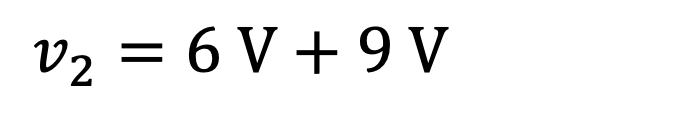 v₂ = 6 V + 9 V